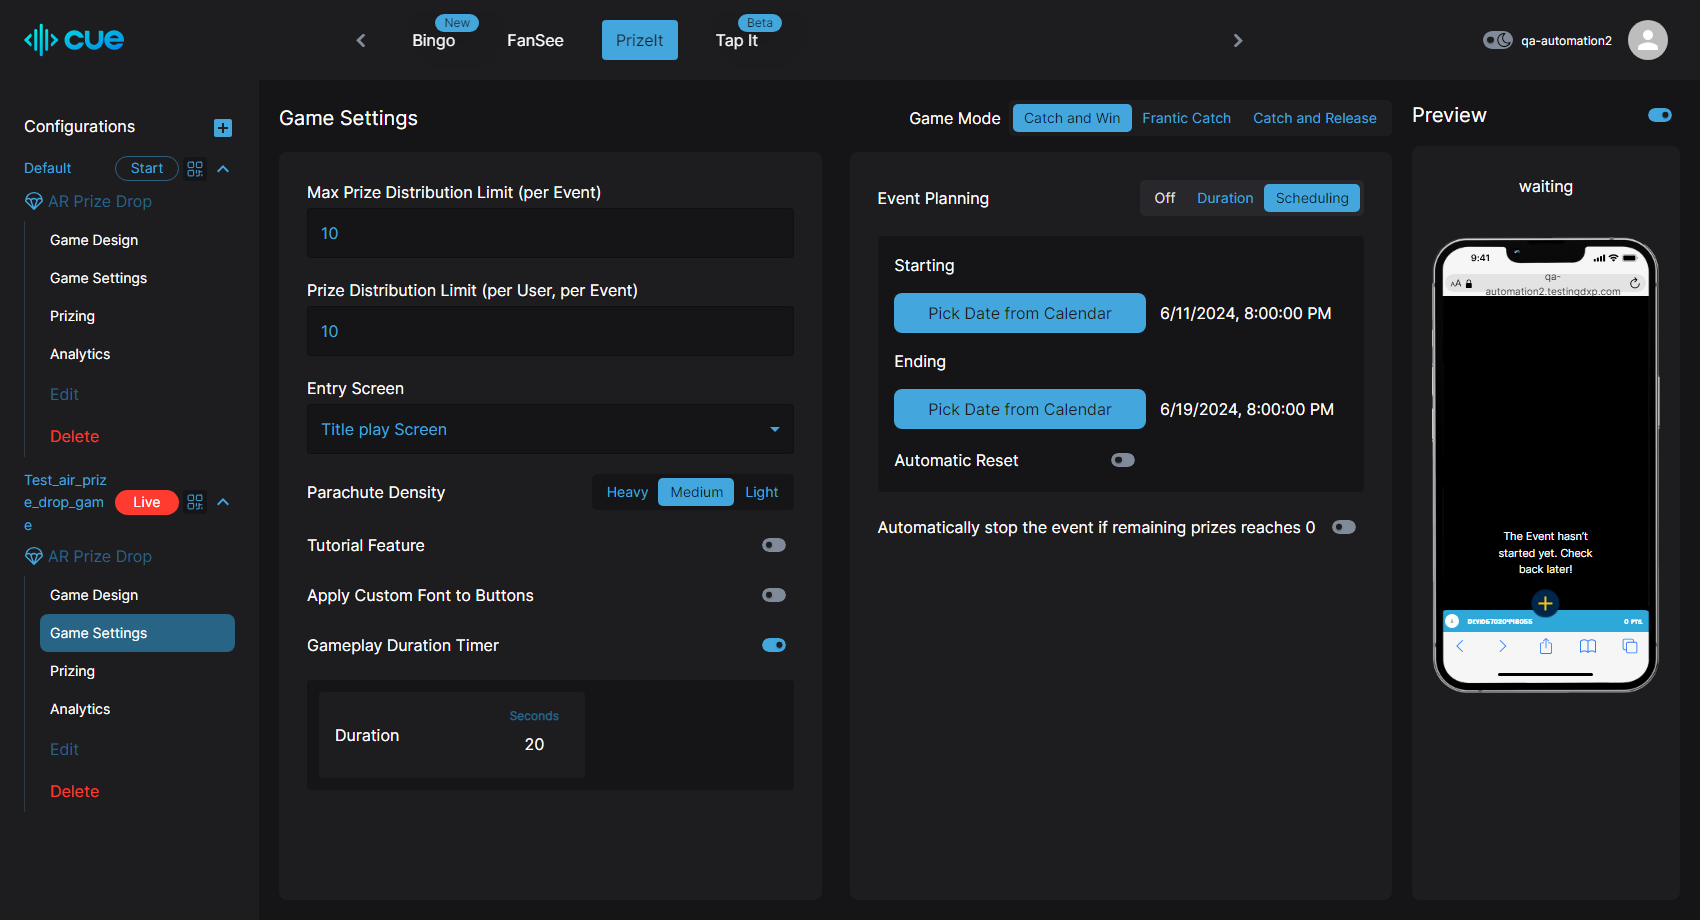 cue
New
Bingo
FanSee
PrizeIt
Beta
Tap It
qa-automation2
Configurations
Default
Start
AR Prize Drop
Game Design
Game Settings
Prizing
Analytics
Edit
Delete
Test_air_priz
e_drop_gam
e
Live
AR Prize Drop
Game Design
Game Settings
Prizing
Analytics
Edit
Delete
Game Settings
Game Mode
Catch and Win
Frantic Catch
Catch and Release
Max Prize Distribution Limit (per Event)
10
Prize Distribution Limit (per User, per Event)
10
Entry Screen
Title play Screen
Parachute Density
Heavy
Medium
Light
Tutorial Feature
Apply Custom Font to Buttons
Gameplay Duration Timer
Duration
Seconds
20
Event Planning
Off
Duration
Scheduling
Starting
Pick Date from Calendar
6/11/2024, 8:00:00 PM
Ending
Pick Date from Calendar
6/19/2024, 8:00:00 PM
Automatic Reset
Automatically stop the event if remaining prizes reaches 0
Preview
waiting
9:41
AA
qa-
automation2.testingdxp.com
The Event hasn't
started yet. Check
back later!
0 PTS.